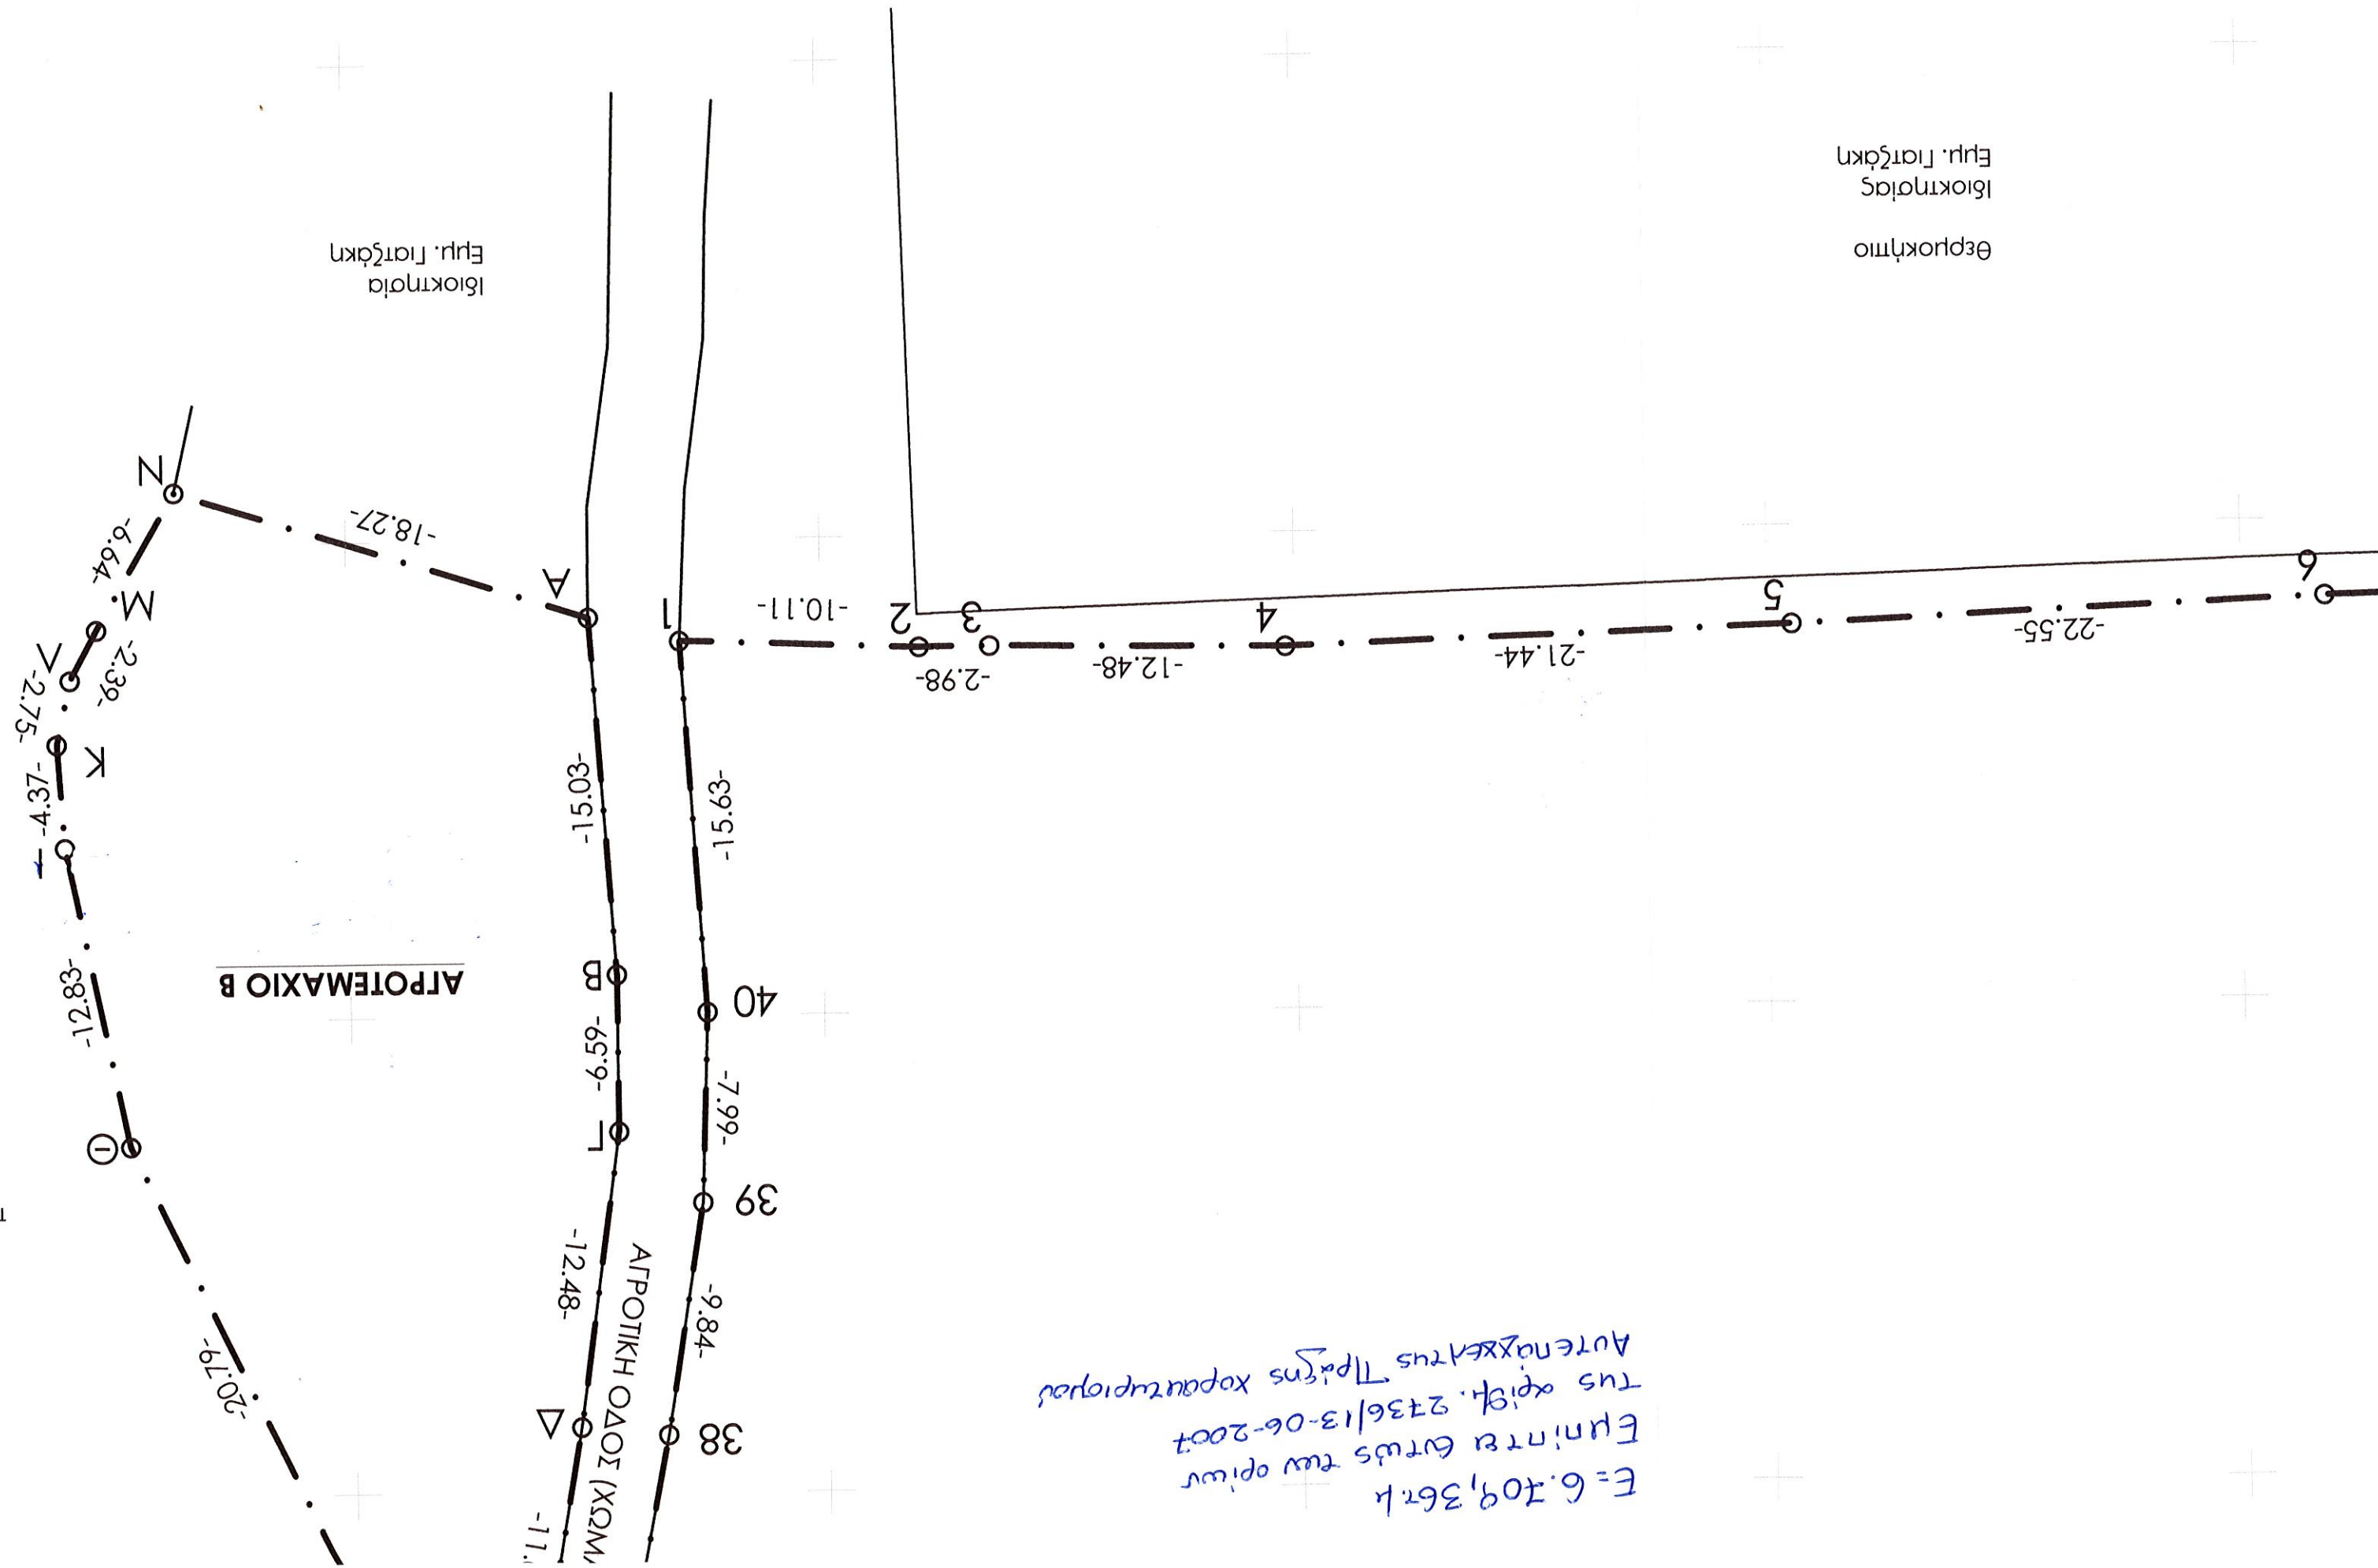 Ε=6.709,36τ.μ
Εμπίπτει εντός των ορίων
της αριθμ. 2736/13-06-2007
Αυτεπάγγελτης Πράξης χαρακτηρισμού
38
Δ
-11.
ΑΓΡΟΤΙΚΗ ΟΔΟΣ (ΧΩΜ
-9.84-
-12.48-
-20.79-
39
-7.99-
Γ
Θ
-6.59-
40
Β
ΑΓΡΟΤΕΜΑΧΙΟ Β
-12.83-
-15.63-
-15.03-
Ι
-4.37-
Κ
-2.75-
-2.39-
Λ
Μ
-6.64-
Ν
-22.55-
-21.44-
-12.48-
-2.98-
6
5
4
3
2
-10.11-
1
Α
-18.27-
Θερμοκήπιο
Ιδιοκτησίας
Εμμ. Γιατζάκη
Ιδιοκτησία
Εμμ. Γιατζάκη